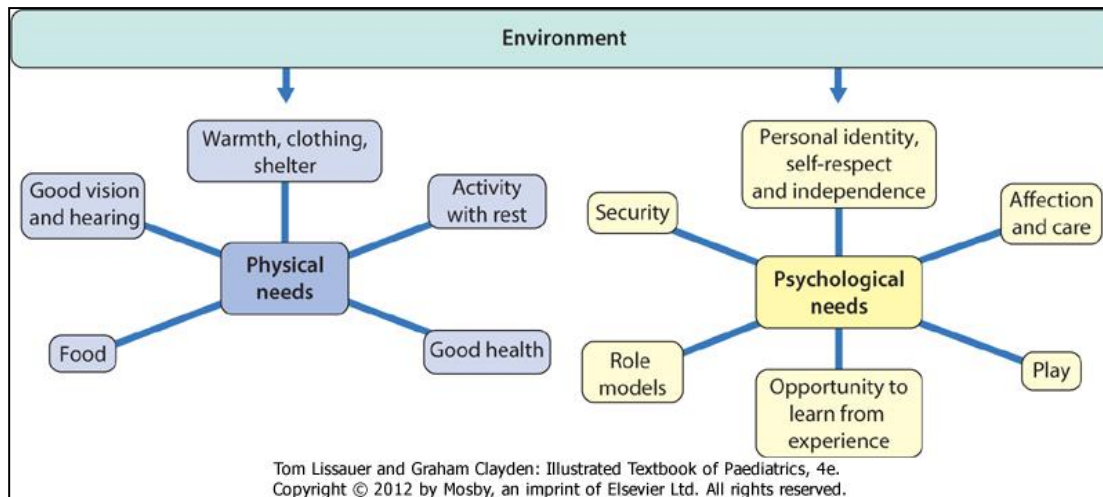 Environment
Warmth, clothing,
shelter
Good vision
and hearing
Activity
with rest
Physical
needs
Food
Good health
Personal identity,
self-respect
and independence
Security
Affection
and care
Psychological
needs
Role
models
Opportunity to
learn from
experience
Play
Tom Lissauer and Graham Clayden: Illustrated Textbook of Paediatrics, 4e.
Copyright © 2012 by Mosby, an imprint of Elsevier Ltd. All rights reserved.